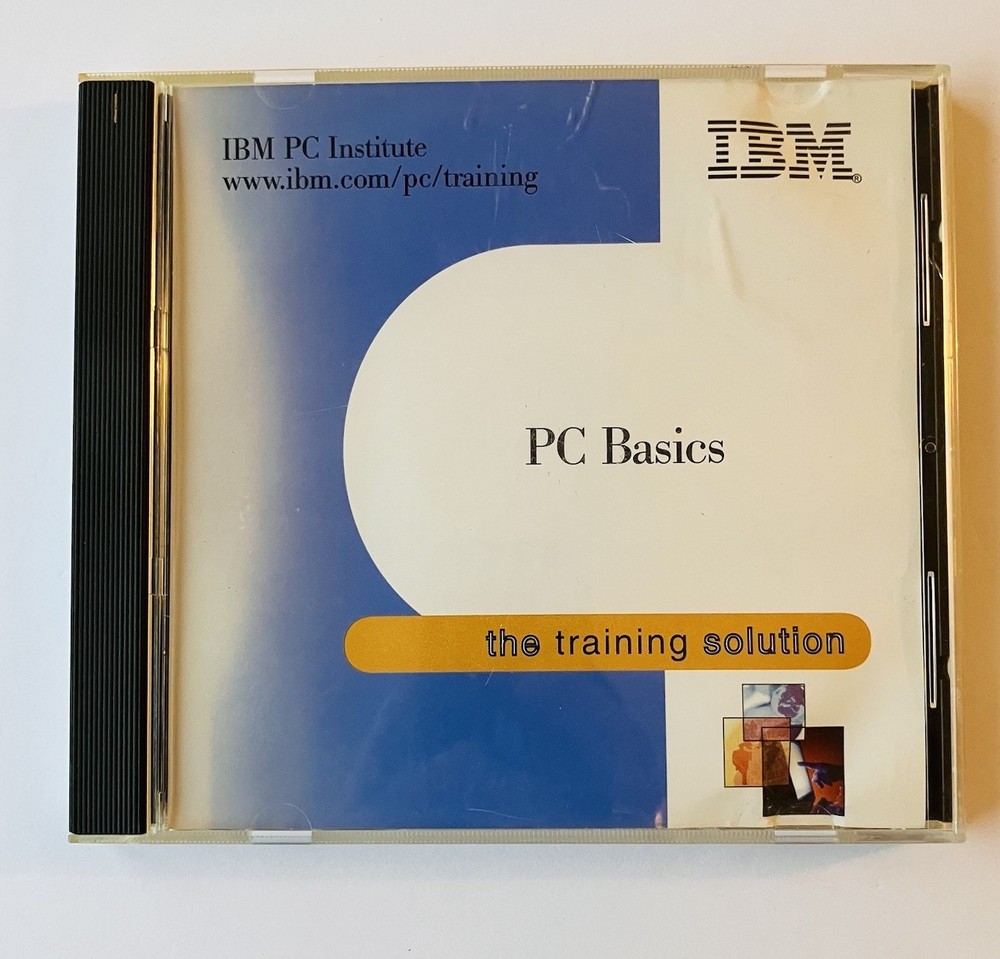 IBM PC Institute
www.ibm.com/pc/training
IBM®
PC Basics
the training solution